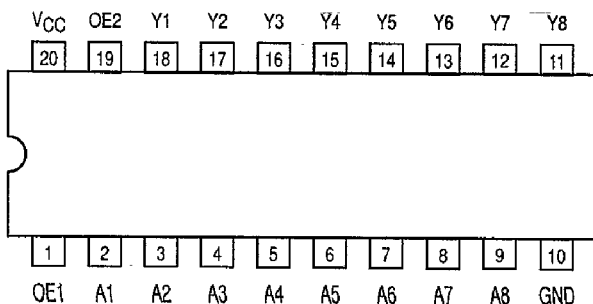 VCC OE2 Y1 Y2 Y3 Y4 Y5 Y6 Y7 Y8
20 19 18 17 16 15 14 13 12 11
1 2 3 4 5 6 7 8 9 10
OE1 A1 A2 A3 A4 A5 A6 A7 A8 GND